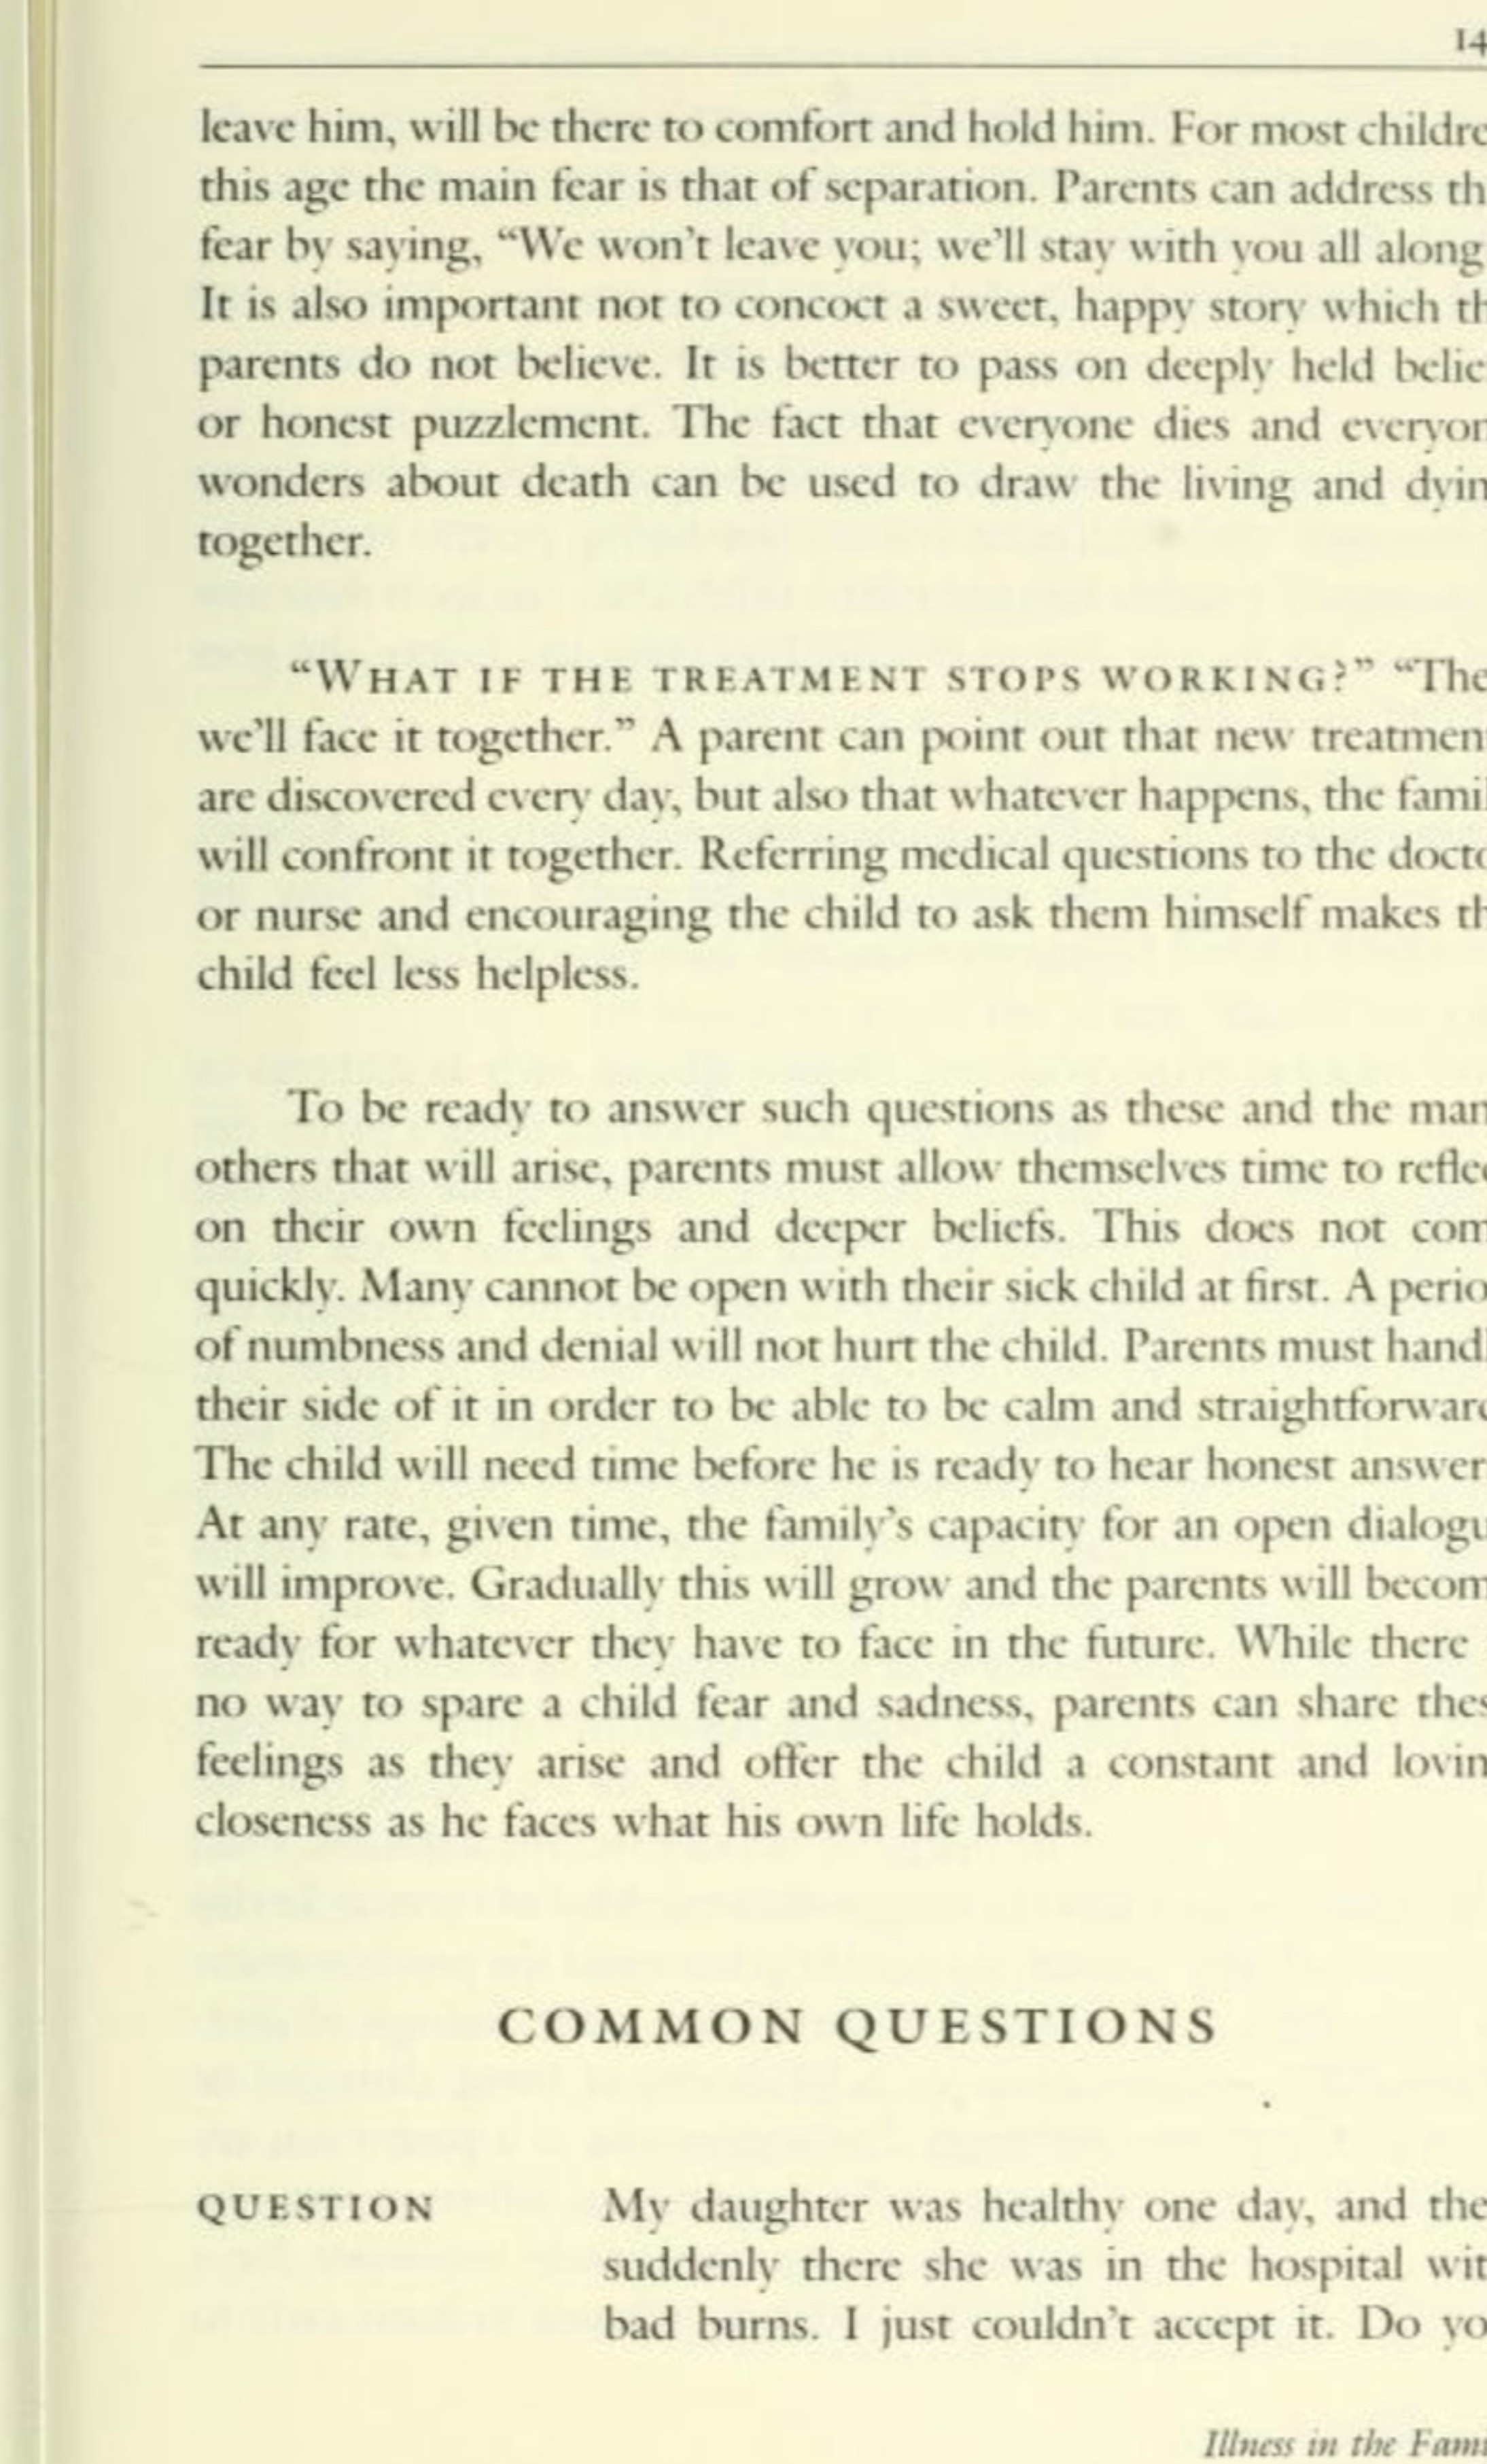 14
leave him, will be there to comfort and hold him. For most childre
this age the main fear is that of separation. Parents can address th
fear by saying, “We won’t leave you; we’ll stay with you all along
It is also important not to concoct a sweet, happy story which th
parents do not believe. It is better to pass on deeply held belie
or honest puzzlement. The fact that everyone dies and everyon
wonders about death can be used to draw the living and dyin
together.
“WHAT IF THE TREATMENT STOPS WORKING?” “The
we’ll face it together.” A parent can point out that new treatmen
are discovered every day, but also that whatever happens, the famil
will confront it together. Referring medical questions to the docto
or nurse and encouraging the child to ask them himself makes th
child feel less helpless.
To be ready to answer such questions as these and the man
others that will arise, parents must allow themselves time to reflec
on their own feelings and deeper beliefs. This does not com
quickly. Many cannot be open with their sick child at first. A perio
of numbness and denial will not hurt the child. Parents must handl
their side of it in order to be able to be calm and straightforward
The child will need time before he is ready to hear honest answer
At any rate, given time, the family’s capacity for an open dialogu
will improve. Gradually this will grow and the parents will becom
ready for whatever they have to face in the future. While there
no way to spare a child fear and sadness, parents can share thes
feelings as they arise and offer the child a constant and lovin
closeness as he faces what his own life holds.
COMMON QUESTIONS
QUESTION My daughter was healthy one day, and the
suddenly there she was in the hospital wit
bad burns. I just couldn’t accept it. Do yo
Illness in the Fami